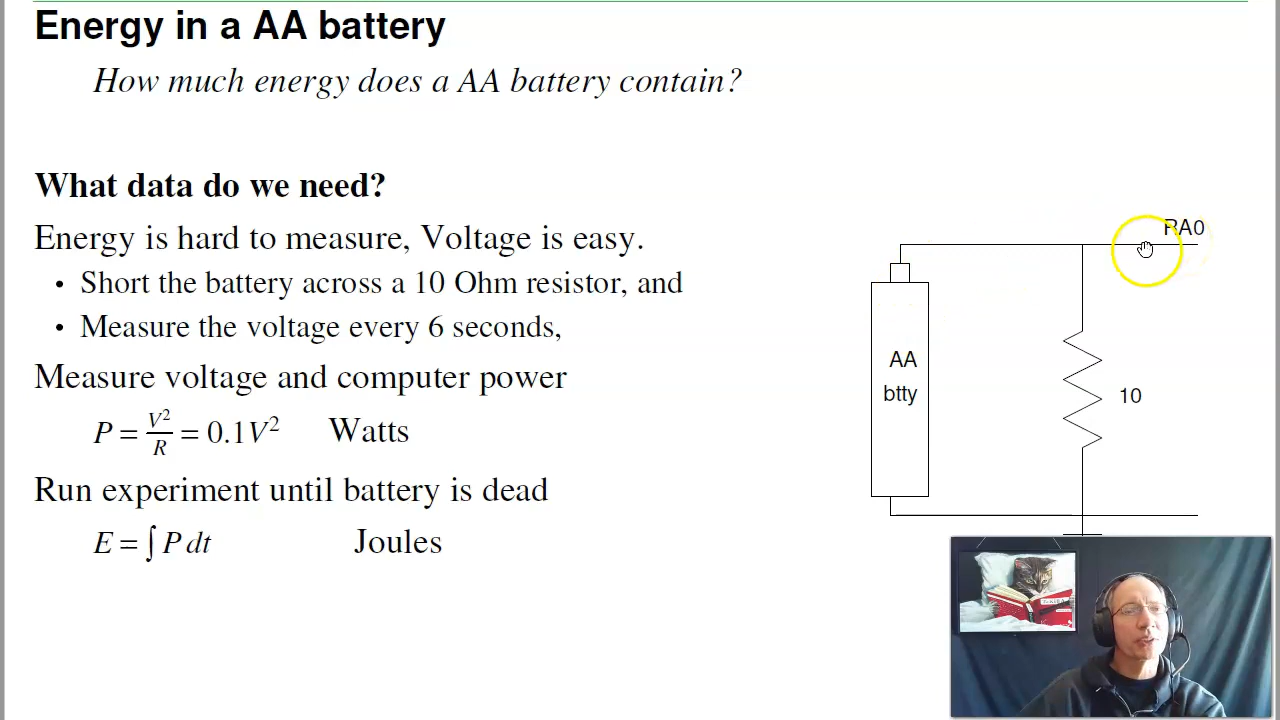 Energy in a AA battery
How much energy does a AA battery contain?
What data do we need?
Energy is hard to measure, Voltage is easy.
• Short the battery across a 10 Ohm resistor, and
• Measure the voltage every 6 seconds,
Measure voltage and computer power
P = V²/R = 0.1V² Watts
Run experiment until battery is dead
E = ∫ P dt Joules
RA0
AA
btty
10